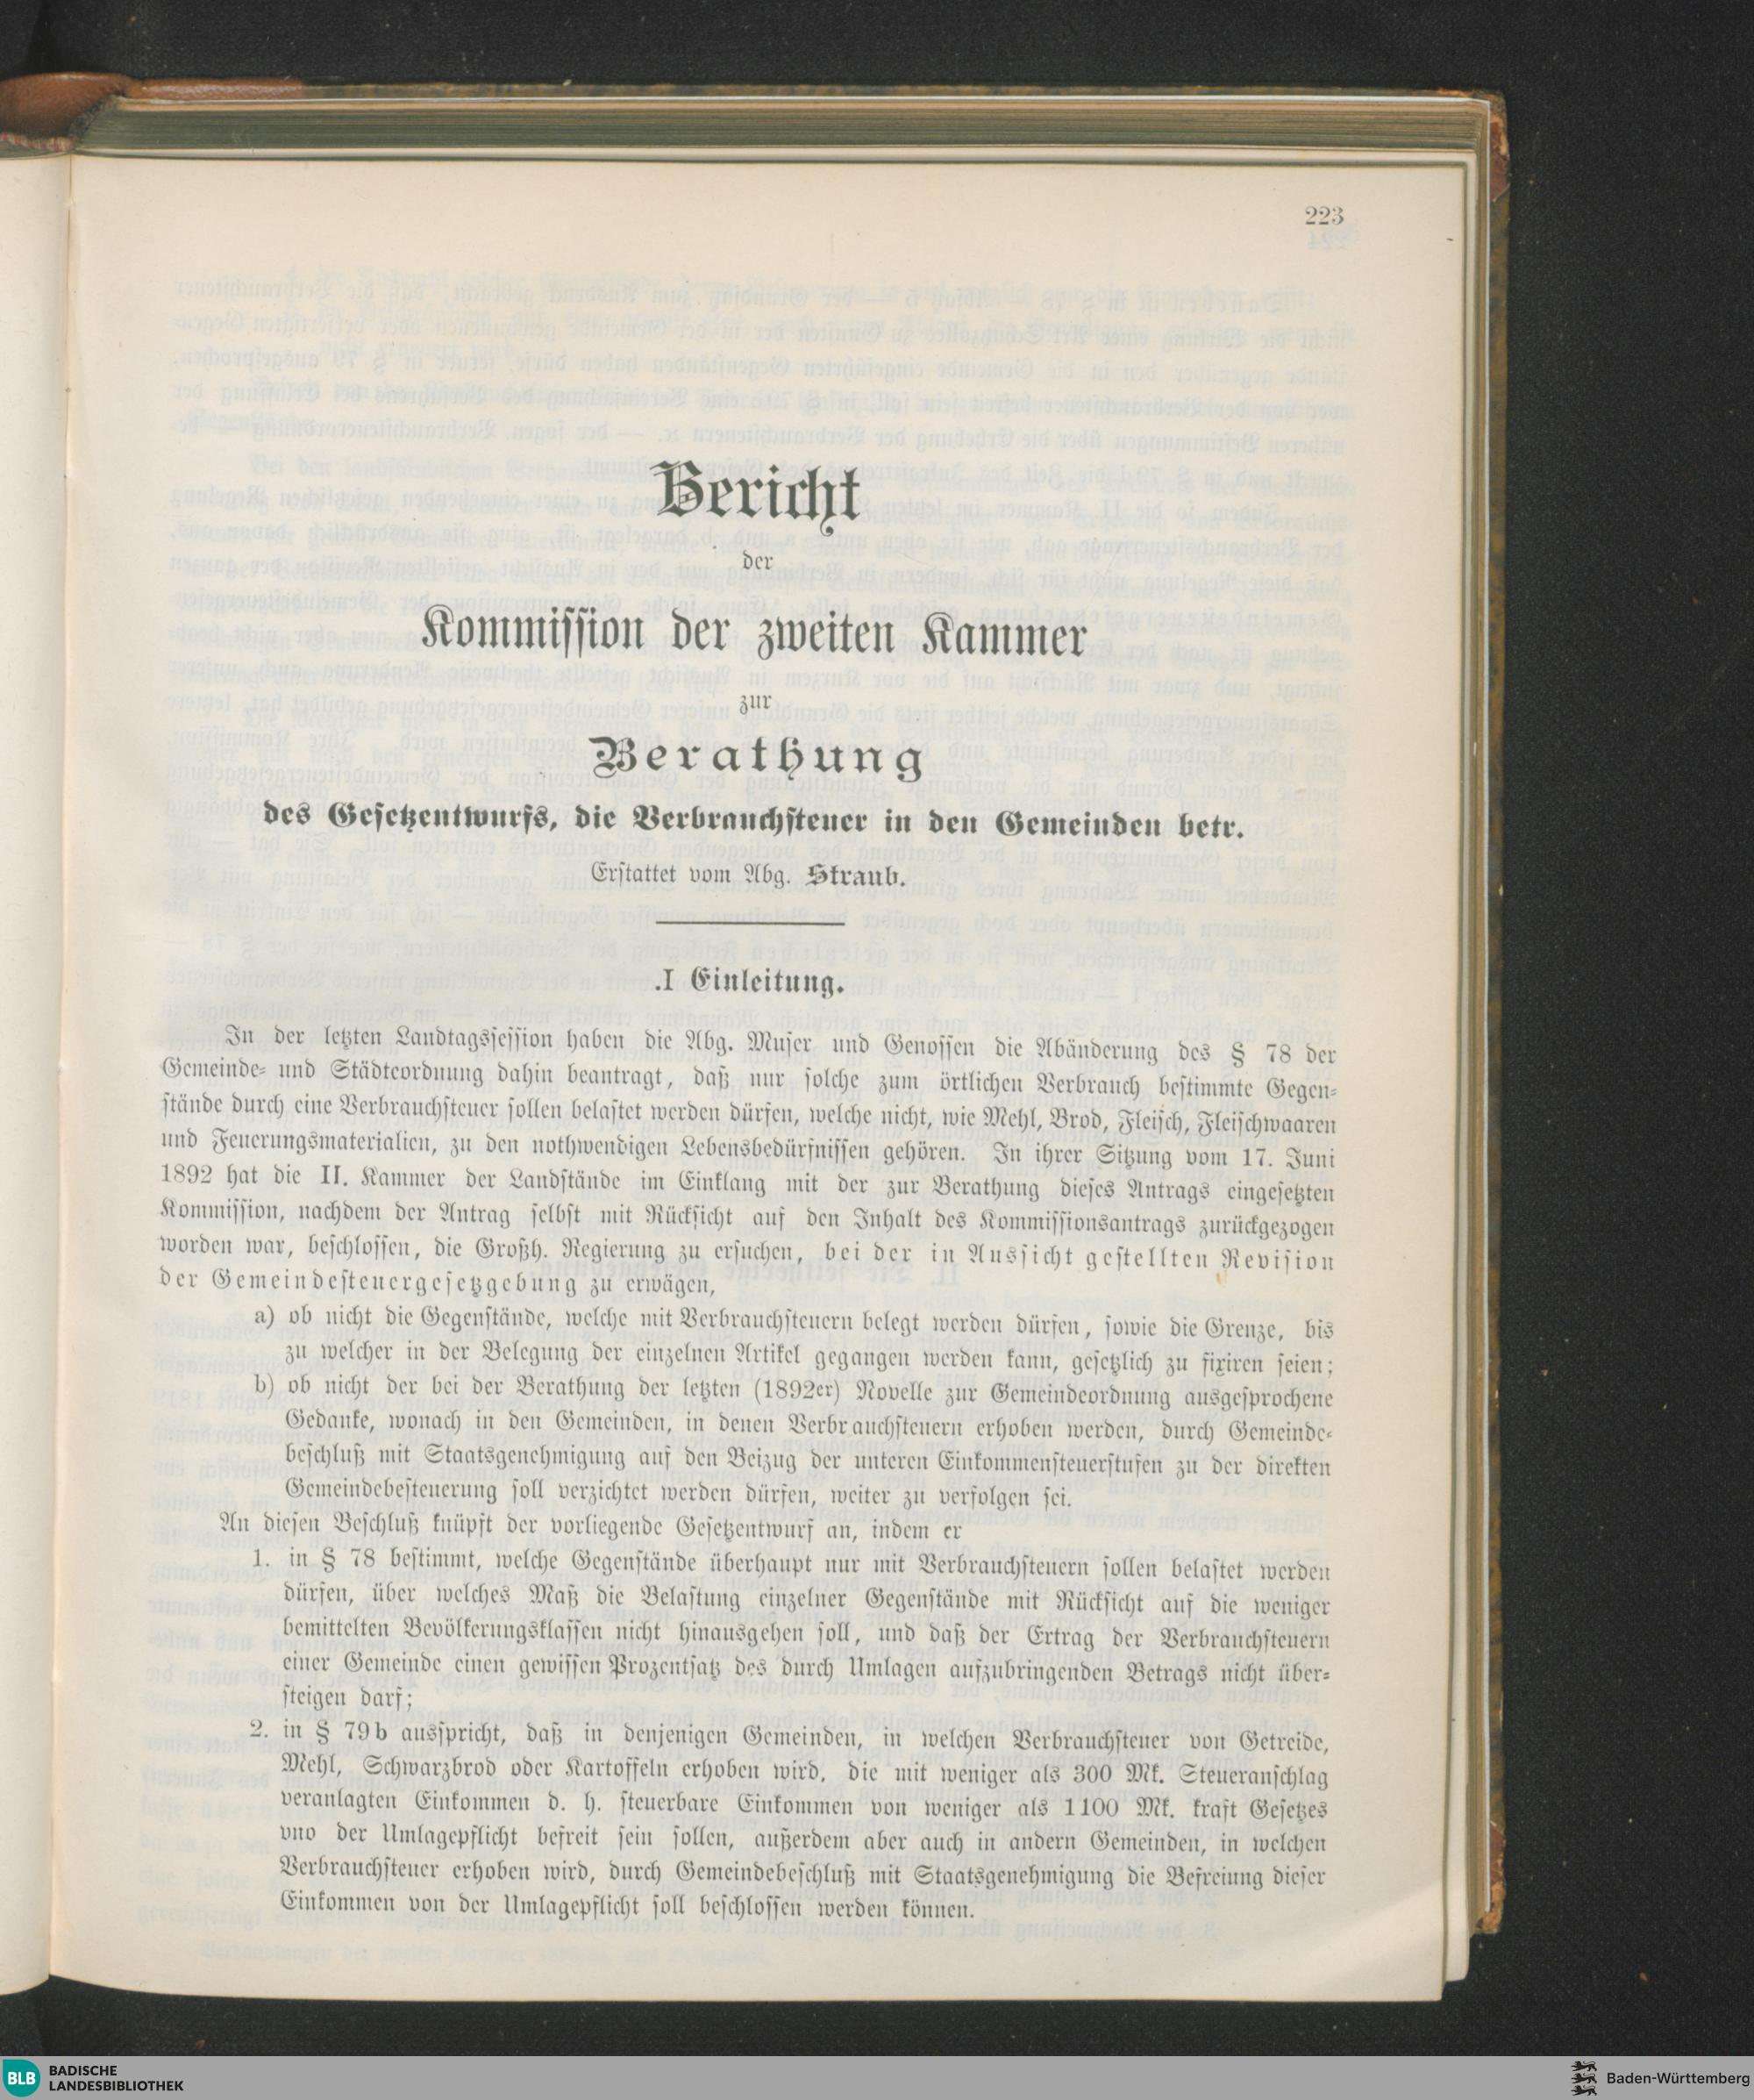 223
Bericht
der
Kommission der zweiten Kammer
zur
Berathung
des Gesetzentwurfs, die Verbrauchsteuer in den Gemeinden betr.
Erstattet vom Abg. Straub.
.I Einleitung.
In der letzten Landtagssession haben die Abg. Muser und Genossen die Abänderung des § 78 der
Gemeinde- und Städteordnung dahin beantragt, daß nur solche zum örtlichen Verbrauch bestimmte Gegen-
stände durch eine Verbrauchsteuer sollen belastet werden dürfen, welche nicht, wie Mehl, Brod, Fleisch, Fleischwaaren
und Feuerungsmaterialien, zu den nothwendigen Lebensbedürfnissen gehören. In ihrer Sitzung vom 17. Juni
1892 hat die II. Kammer der Landstände im Einklang mit der zur Berathung dieses Antrags eingesetzten
Kommission, nachdem der Antrag selbst mit Rücksicht auf den Inhalt des Kommissionsantrags zurückgezogen
worden war, beschlossen, die Großh. Regierung zu ersuchen, bei der in Aussicht gestellten Revision
der Gemeindesteuergesetzgebung zu erwägen,
a) ob nicht die Gegenstände, welche mit Verbrauchsteuern belegt werden dürfen, sowie die Grenze, bis
zu welcher in der Belegung der einzelnen Artikel gegangen werden kann, gesetzlich zu fixiren seien;
b) ob nicht der bei der Berathung der letzten (1892er) Novelle zur Gemeindeordnung ausgesprochene
Gedanke, wonach in den Gemeinden, in denen Verbrauchsteuern erhoben werden, durch Gemeinde-
beschluß mit Staatsgenehmigung auf den Beizug der unteren Einkommensteuerstufen zu der direkten
Gemeindebesteuerung soll verzichtet werden dürfen, weiter zu verfolgen sei.
An diesen Beschluß knüpft der vorliegende Gesetzentwurf an, indem er
1. in § 78 bestimmt, welche Gegenstände überhaupt nur mit Verbrauchsteuern sollen belastet werden
dürfen, über welches Maß die Belastung einzelner Gegenstände mit Rücksicht auf die weniger
bemittelten Bevölkerungsklassen nicht hinausgehen soll, und daß der Ertrag der Verbrauchsteuern
einer Gemeinde einen gewissen Prozentsatz des durch Umlagen aufzubringenden Betrags nicht über-
steigen darf;
2. in § 79b ausspricht, daß in denjenigen Gemeinden, in welchen Verbrauchsteuer von Getreide,
Mehl, Schwarzbrod oder Kartoffeln erhoben wird, die mit weniger als 300 Mk. Steueranschlag
veranlagten Einkommen d. h. steuerbare Einkommen von weniger als 1100 Mk. kraft Gesetzes
vno der Umlagepflicht befreit sein sollen, außerdem aber auch in andern Gemeinden, in welchen
Verbrauchsteuer erhoben wird, durch Gemeindebeschluß mit Staatsgenehmigung die Befreiung dieser
Einkommen von der Umlagepflicht soll beschlossen werden können.
BLB BADISCHE
LANDESBIBLIOTHEK
Baden-Württemberg